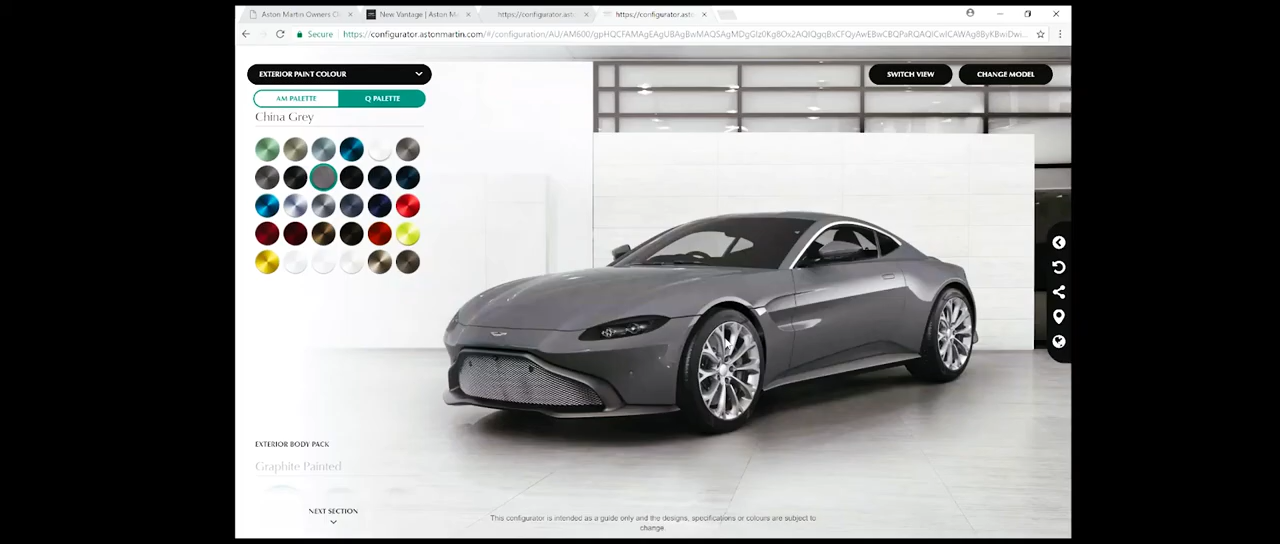 Aston Martin Owners Cl
New Vantage | Aston M
https://configurator.ast
https://configurator.asto
Secure
https://configurator.astonmartin.com/#/configuration/AU/AM600/
EXTERIOR PAINT COLOUR
SWITCH VIEW
CHANGE MODEL
AM PALETTE
Q PALETTE
China Grey
EXTERIOR BODY PACK
Graphite Painted
NEXT SECTION
This configurator is intended as a guide only and the designs, specifications or colours are subject to
change.